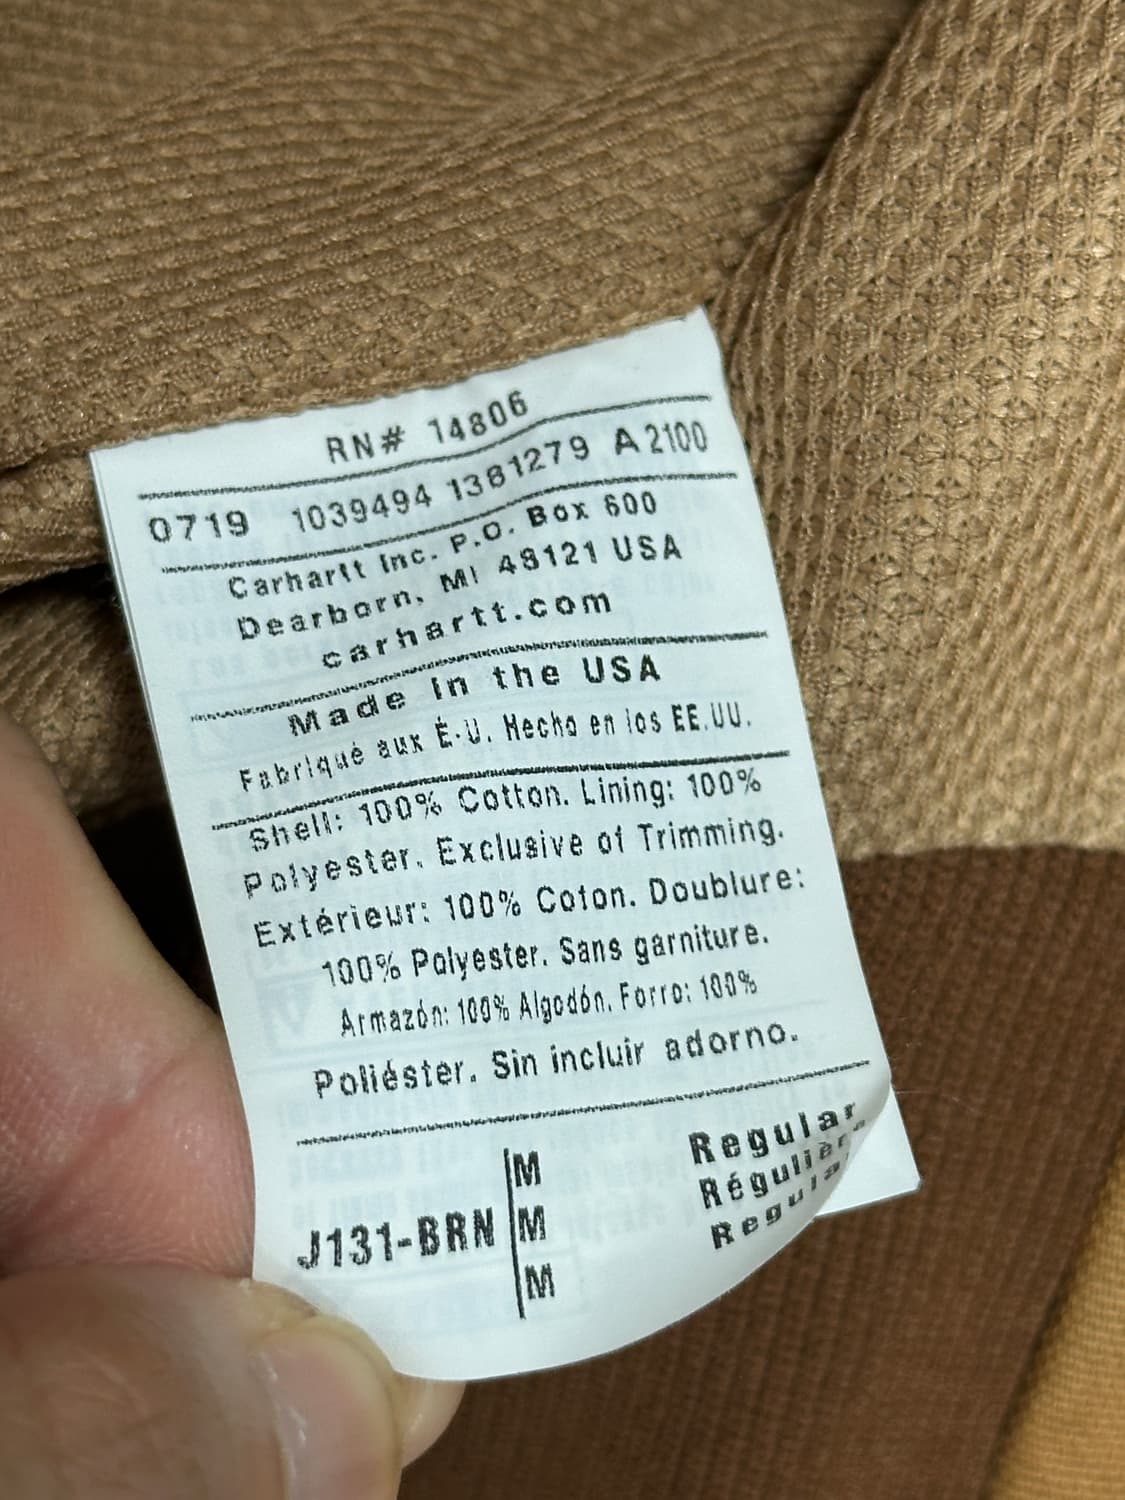 RN# 14806
0719 1039494 1381279 A2100
Carhartt Inc. P.O. Box 600
Dearborn, MI 48121 USA
carhartt.com
Made in the USA
Fabriqué aux É-U. Hecho en los EE.UU.
Shell: 100% Cotton. Lining: 100%
Polyester. Exclusive of Trimming.
Extérieur: 100% Coton. Doublure:
100% Polyester. Sans garniture.
Armazón: 100% Algodón. Forro: 100%
Poliéster. Sin incluir adorno.
M Regular
J131-BRN M
M